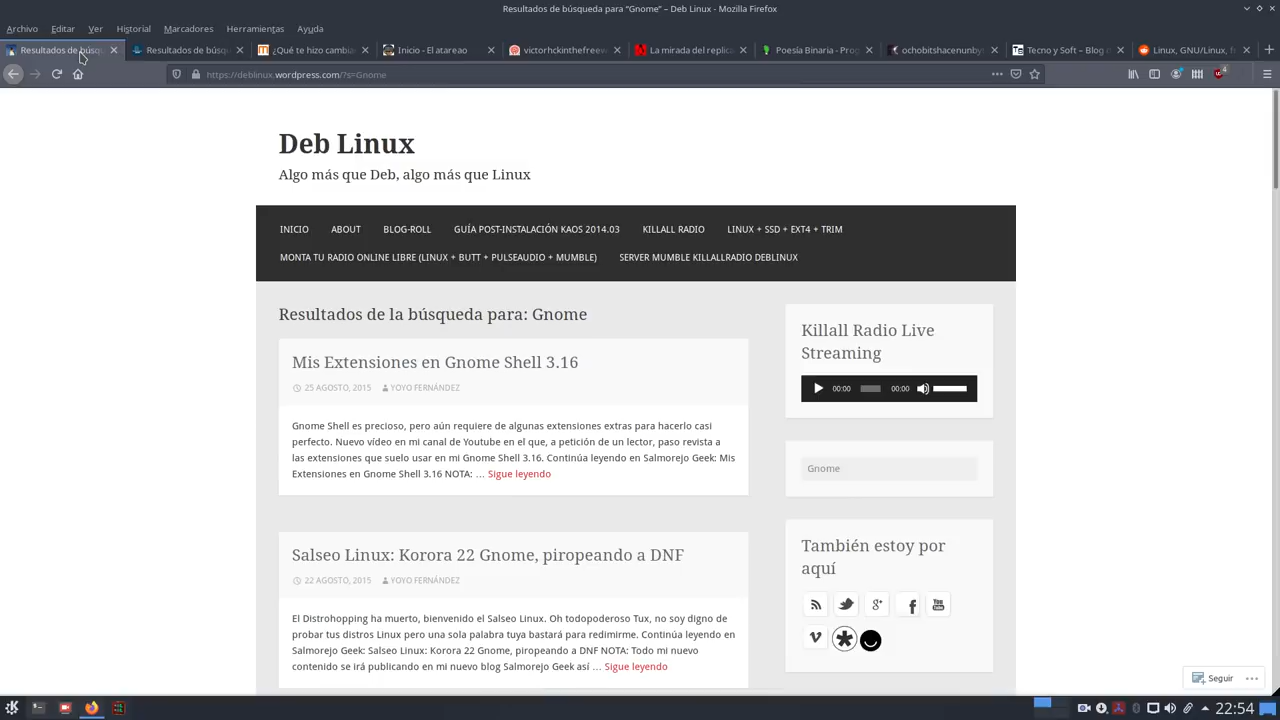 Resultados de búsqueda para “Gnome” – Deb Linux - Mozilla Firefox
Archivo Editar Ver Historial Marcadores Herramientas Ayuda
Resultados de búsqu Resultados de búsqu ¿Qué te hizo cambia Inicio - El atareao victorhckinthefreew La mirada del replica Poesía Binaria - Prog ochobitshacenunbyt Tecno y Soft – Blog d Linux, GNU/Linux, f
https://deblinux.wordpress.com/?s=Gnome
4
Deb Linux
Algo más que Deb, algo más que Linux
INICIO ABOUT BLOG-ROLL GUÍA POST-INSTALACIÓN KAOS 2014.03 KILLALL RADIO LINUX + SSD + EXT4 + TRIM
MONTA TU RADIO ONLINE LIBRE (LINUX + BUTT + PULSEAUDIO + MUMBLE) SERVER MUMBLE KILLALLRADIO DEBLINUX
Resultados de la búsqueda para: Gnome
Mis Extensiones en Gnome Shell 3.16
25 AGOSTO, 2015 YOYO FERNÁNDEZ
Gnome Shell es precioso, pero aún requiere de algunas extensiones extras para hacerlo casi
perfecto. Nuevo vídeo en mi canal de Youtube en el que, a petición de un lector, paso revista a
las extensiones que suelo usar en mi Gnome Shell 3.16. Continúa leyendo en Salmorejo Geek: Mis
Extensiones en Gnome Shell 3.16 NOTA: … Sigue leyendo
Salseo Linux: Korora 22 Gnome, piropeando a DNF
22 AGOSTO, 2015 YOYO FERNÁNDEZ
El Distrohopping ha muerto, bienvenido el Salseo Linux. Oh todopoderoso Tux, no soy digno de
probar tus distros Linux pero una sola palabra tuya bastará para redimirme. Continúa leyendo en
Salmorejo Geek: Salseo Linux: Korora 22 Gnome, piropeando a DNF NOTA: Todo mi nuevo
contenido se irá publicando en mi nuevo blog Salmorejo Geek así … Sigue leyendo
Killall Radio Live
Streaming
00:00 00:00
Gnome
También estoy por
aquí
Seguir
22:54